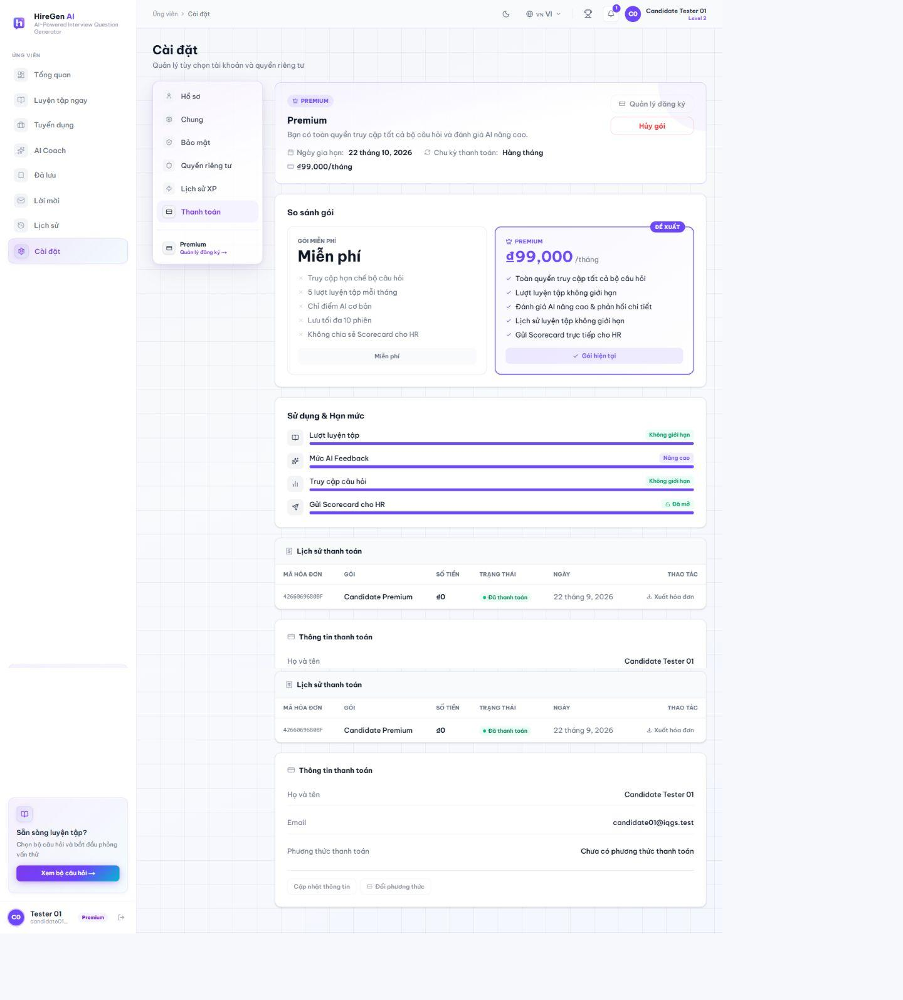 HireGen AI
AI-Powered Interview Question
Generator
ỨNG VIÊN
Tổng quan
Luyện tập ngay
Tuyển dụng
AI Coach
Đã lưu
Lời mời
Lịch sử
Cài đặt
Ứng viên > Cài đặt
VN VI
1
C0
Candidate Tester 01
Level 2
Cài đặt
Quản lý tùy chọn tài khoản và quyền riêng tư
Hồ sơ
Chung
Bảo mật
Quyền riêng tư
Lịch sử XP
Thanh toán
Premium
Quản lý đăng ký →
PREMIUM
Premium
Bạn có toàn quyền truy cập tất cả bộ câu hỏi và đánh giá AI nâng cao.
Ngày gia hạn: 22 tháng 10, 2026 Chu kỳ thanh toán: Hàng tháng
₫99,000/tháng
Quản lý đăng ký
Hủy gói
So sánh gói
GÓI MIỄN PHÍ
Miễn phí
Truy cập hạn chế bộ câu hỏi
5 lượt luyện tập mỗi tháng
Chỉ điểm AI cơ bản
Lưu tối đa 10 phiên
Không chia sẻ Scorecard cho HR
Miễn phí
ĐỀ XUẤT
PREMIUM
₫99,000 /tháng
Toàn quyền truy cập tất cả bộ câu hỏi
Lượt luyện tập không giới hạn
Đánh giá AI nâng cao & phản hồi chi tiết
Lịch sử luyện tập không giới hạn
Gửi Scorecard trực tiếp cho HR
Gói hiện tại
Sử dụng & Hạn mức
Lượt luyện tập Không giới hạn
Mức AI Feedback Nâng cao
Truy cập câu hỏi Không giới hạn
Gửi Scorecard cho HR Đã mở
Lịch sử thanh toán
MÃ HÓA ĐƠN GÓI SỐ TIỀN TRẠNG THÁI NGÀY THAO TÁC
4266069680BF Candidate Premium ₫0 Đã thanh toán 22 tháng 9, 2026 Xuất hóa đơn
Thông tin thanh toán
Họ và tên Candidate Tester 01
Lịch sử thanh toán
MÃ HÓA ĐƠN GÓI SỐ TIỀN TRẠNG THÁI NGÀY THAO TÁC
4266069680BF Candidate Premium ₫0 Đã thanh toán 22 tháng 9, 2026 Xuất hóa đơn
Thông tin thanh toán
Họ và tên Candidate Tester 01
Email candidate01@iqgs.test
Phương thức thanh toán Chưa có phương thức thanh toán
Cập nhật thông tin Đổi phương thức
Sẵn sàng luyện tập?
Chọn bộ câu hỏi và bắt đầu phỏng
vấn thử
Xem bộ câu hỏi →
C0
Tester 01
candidate01...
Premium